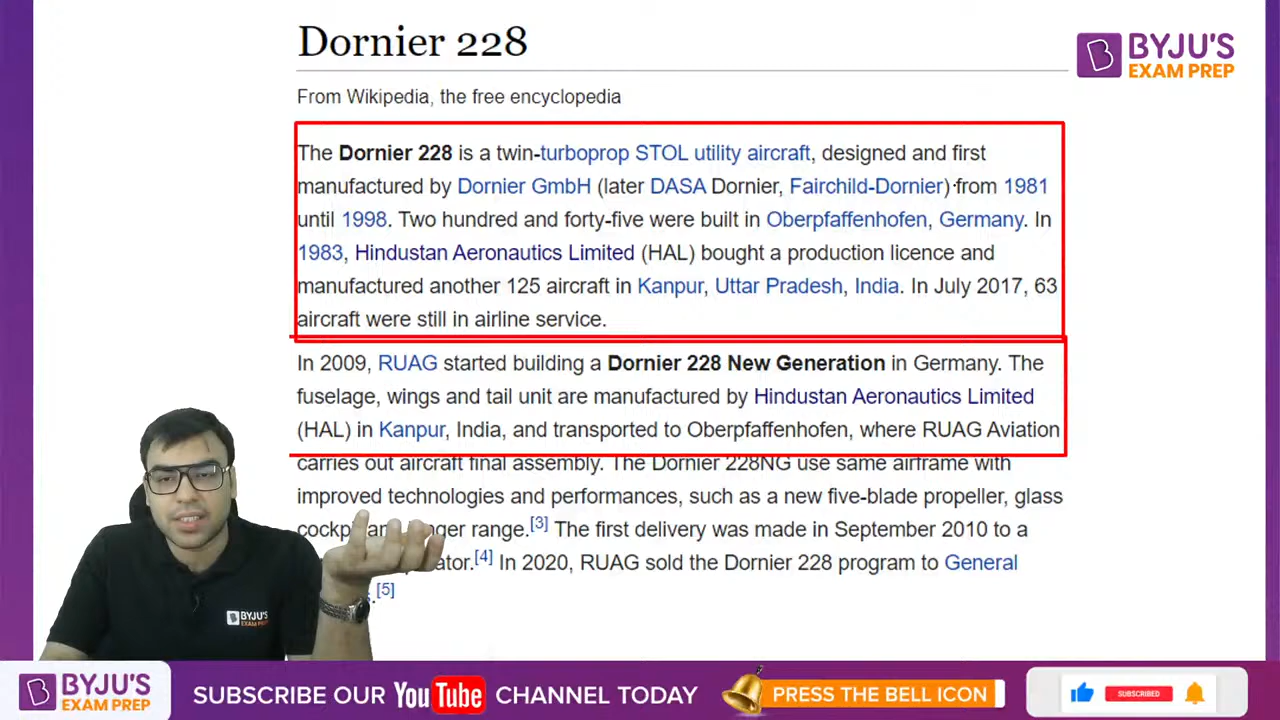 Dornier 228
BYJU'S
EXAM PREP
From Wikipedia, the free encyclopedia
The Dornier 228 is a twin-turboprop STOL utility aircraft, designed and first
manufactured by Dornier GmbH (later DASA Dornier, Fairchild-Dornier) from 1981
until 1998. Two hundred and forty-five were built in Oberpfaffenhofen, Germany. In
1983, Hindustan Aeronautics Limited (HAL) bought a production licence and
manufactured another 125 aircraft in Kanpur, Uttar Pradesh, India. In July 2017, 63
aircraft were still in airline service.
In 2009, RUAG started building a Dornier 228 New Generation in Germany. The
fuselage, wings and tail unit are manufactured by Hindustan Aeronautics Limited
(HAL) in Kanpur, India, and transported to Oberpfaffenhofen, where RUAG Aviation
carries out aircraft final assembly. The Dornier 228NG use same airframe with
improved technologies and performances, such as a new five-blade propeller, glass
range.[3] The first delivery was made in September 2010 to a
[4] In 2020, RUAG sold the Dornier 228 program to General
[5]
BYJU'S
EXAM PREP
BYJU'S
EXAM PREP
SUBSCRIBE OUR YouTube CHANNEL TODAY
PRESS THE BELL ICON
SUBSCRIBED